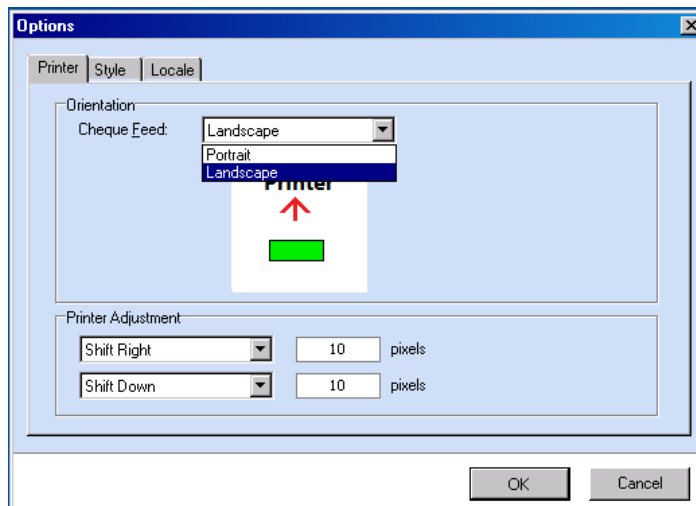 Options
Printer Style Locale
Orientation
Cheque Feed: Landscape
Portrait
Landscape
Printer
Printer Adjustment
Shift Right 10 pixels
Shift Down 10 pixels
OK Cancel